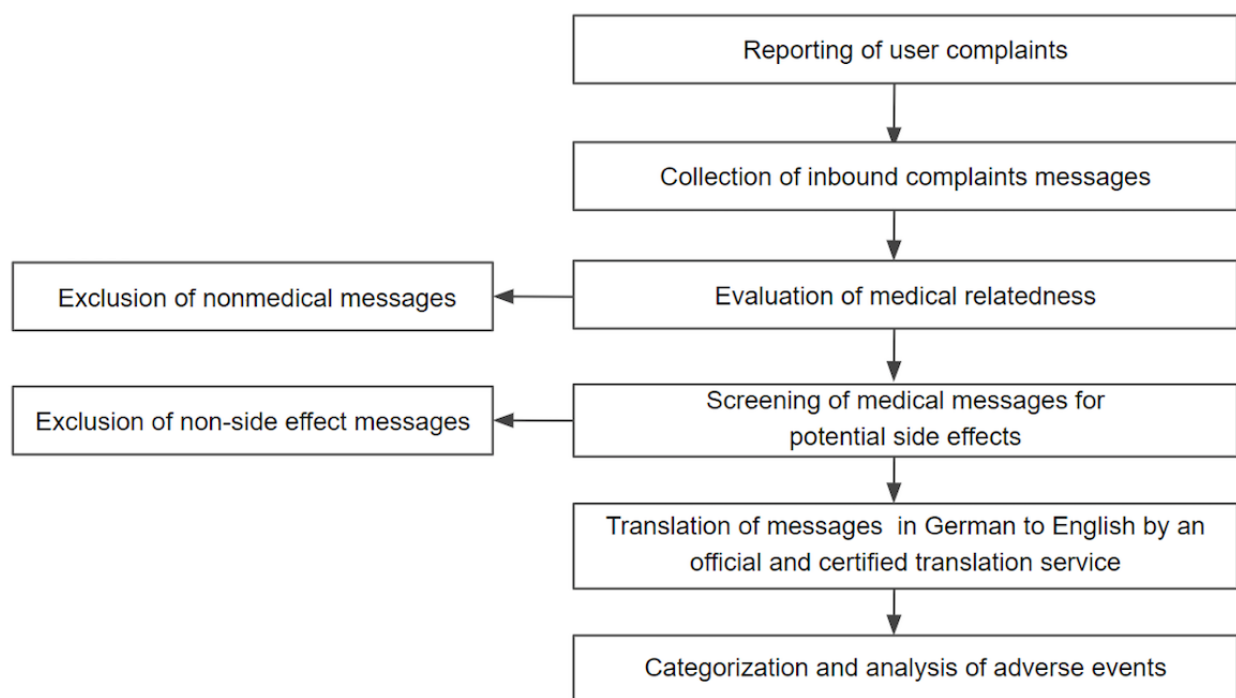 Reporting of user complaints
Collection of inbound complaints messages
Exclusion of nonmedical messages
Evaluation of medical relatedness
Exclusion of non-side effect messages
Screening of medical messages for
potential side effects
Translation of messages in German to English by an
official and certified translation service
Categorization and analysis of adverse events